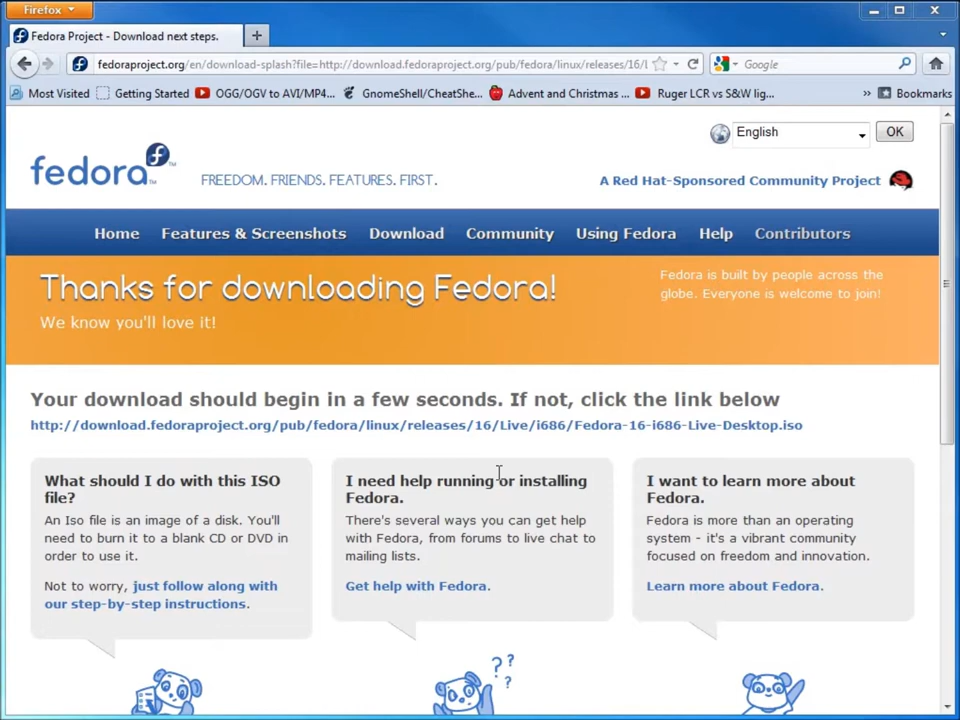 Firefox
Fedora Project - Download next steps.
fedoraproject.org/en/download-splash?file=http://download.fedoraproject.org/pub/fedora/linux/releases/16/l
Google
Most Visited
Getting Started
OGG/OGV to AVI/MP4...
GnomeShell/CheatShe...
Advent and Christmas ...
Ruger LCR vs S&W lig...
»
Bookmarks
English
OK
fedora
FREEDOM. FRIENDS. FEATURES. FIRST.
A Red Hat-Sponsored Community Project
Home Features & Screenshots Download Community Using Fedora Help Contributors
Thanks for downloading Fedora!
We know you'll love it!
Fedora is built by people across the
globe. Everyone is welcome to join!
Your download should begin in a few seconds. If not, click the link below
http://download.fedoraproject.org/pub/fedora/linux/releases/16/Live/i686/Fedora-16-i686-Live-Desktop.iso
What should I do with this ISO
file?
An Iso file is an image of a disk. You'll
need to burn it to a blank CD or DVD in
order to use it.
Not to worry, just follow along with
our step-by-step instructions.
I need help running or installing
Fedora.
There's several ways you can get help
with Fedora, from forums to live chat to
mailing lists.
Get help with Fedora.
I want to learn more about
Fedora.
Fedora is more than an operating
system - it's a vibrant community
focused on freedom and innovation.
Learn more about Fedora.
? ?
?